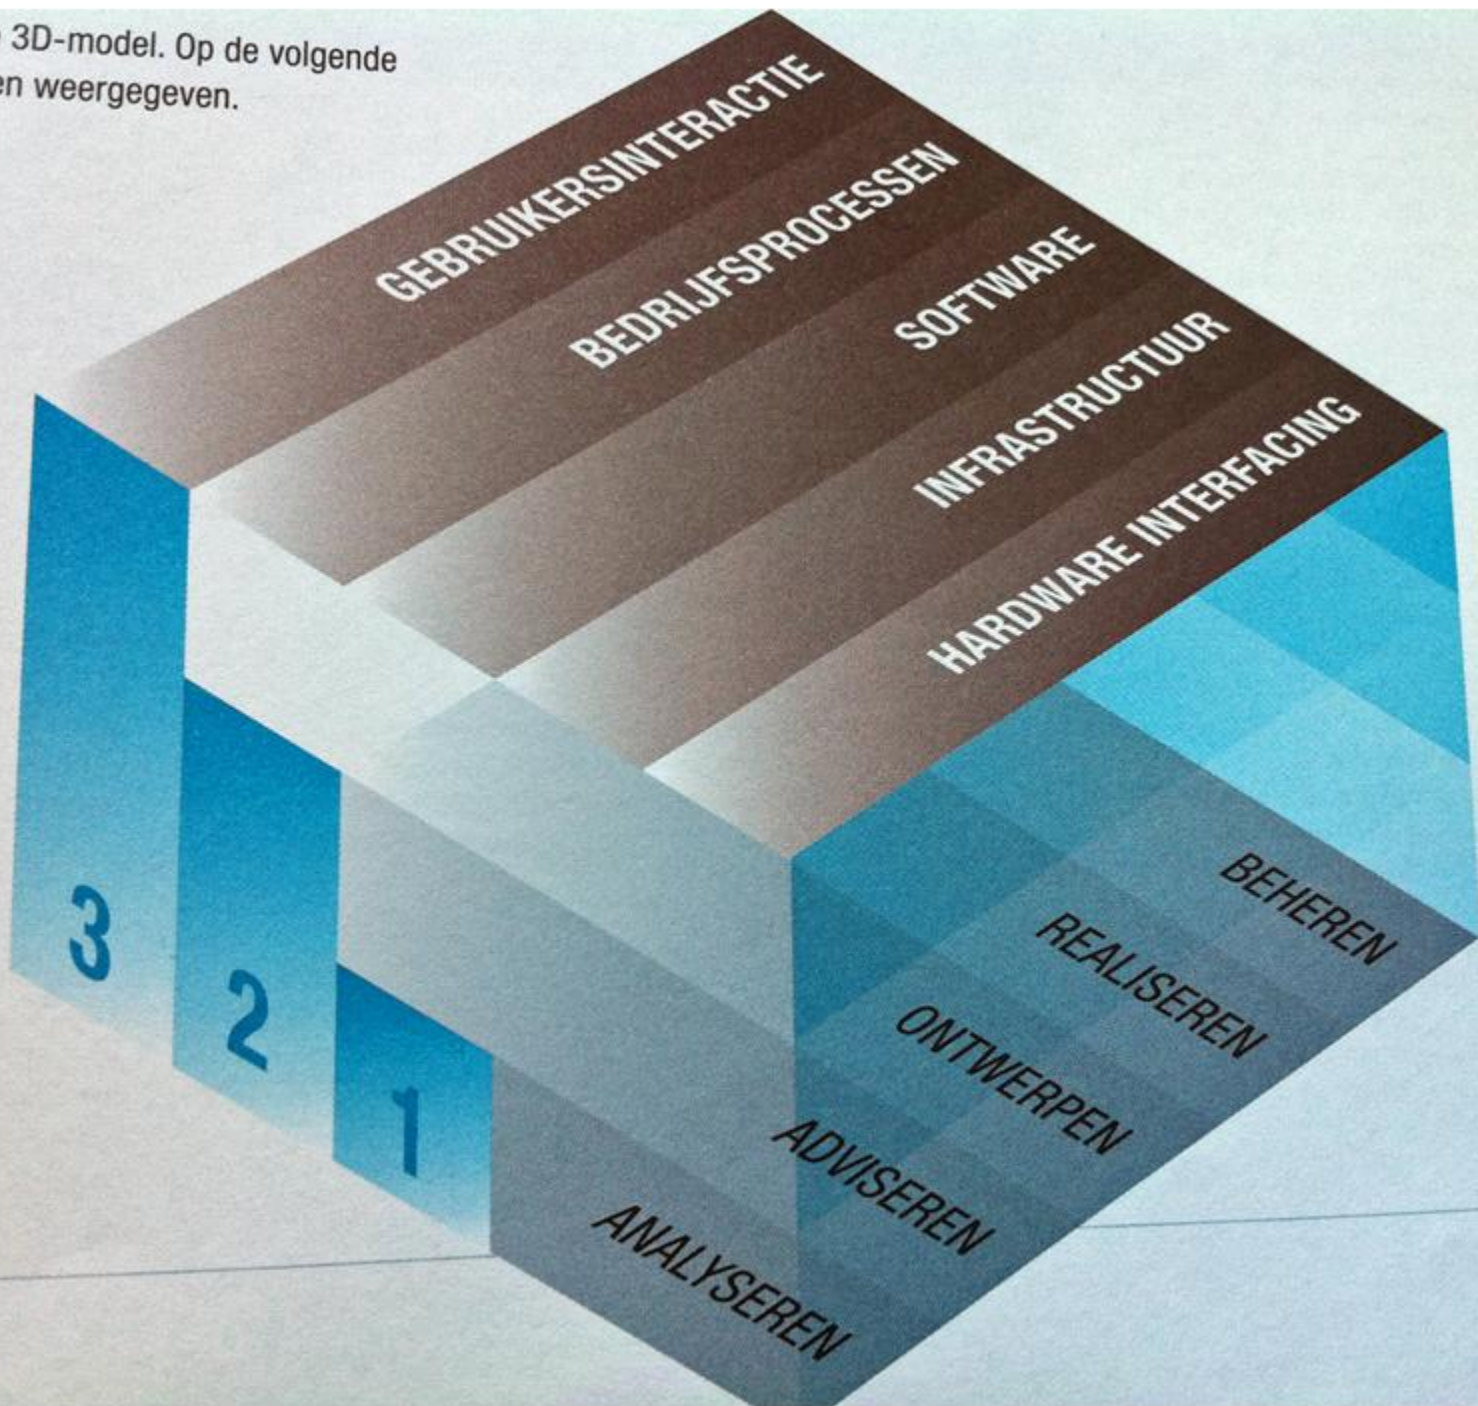 3D-model. Op de volgende
en weergegeven.
GEBRUIKERSINTERACTIE
BEDRIJFSPROCESSEN
SOFTWARE
INFRASTRUCTUUR
HARDWARE INTERFACING
3
2
1
BEHEREN
REALISEREN
ONTWERPEN
ADVISEREN
ANALYSEREN